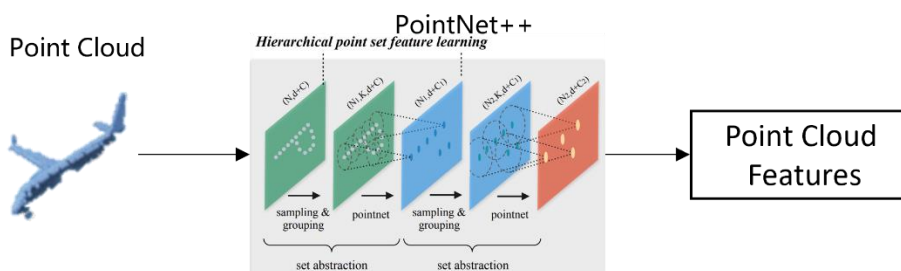 PointNet++
Hierarchical point set feature learning
Point Cloud
(N,d+C)
(N₁,K,d+C)
(N₁,d+C₁)
(N₂,K,d+C₁)
(N₂,d+C₂)
sampling &
grouping
pointnet
sampling &
grouping
pointnet
set abstraction
set abstraction
Point Cloud
Features